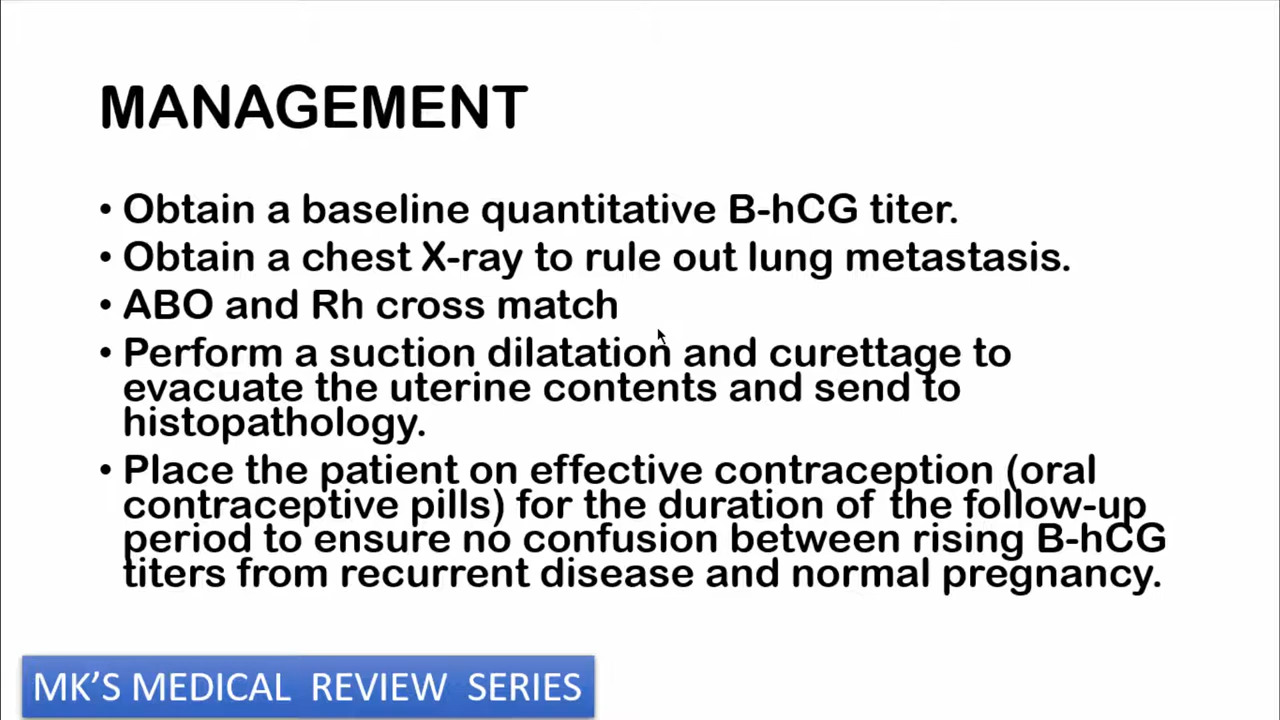 MANAGEMENT
• Obtain a baseline quantitative B-hCG titer.
• Obtain a chest X-ray to rule out lung metastasis.
• ABO and Rh cross match
• Perform a suction dilatation and curettage to
evacuate the uterine contents and send to
histopathology.
• Place the patient on effective contraception (oral
contraceptive pills) for the duration of the follow-up
period to ensure no confusion between rising B-hCG
titers from recurrent disease and normal pregnancy.
MK'S MEDICAL REVIEW SERIES